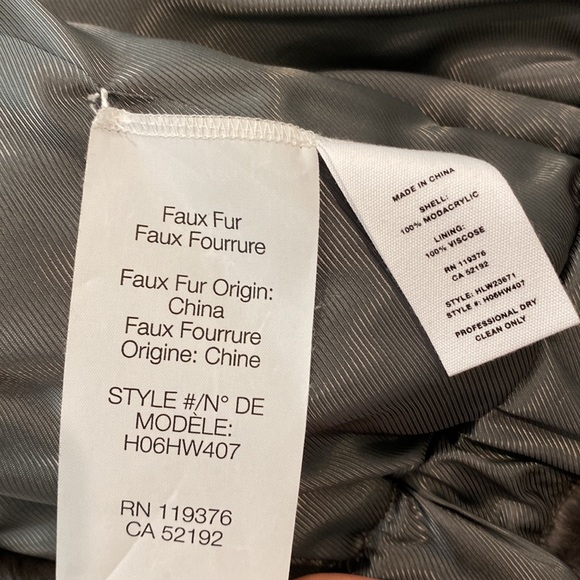 Faux Fur
Faux Fourrure
Faux Fur Origin:
China
Faux Fourrure
Origine: Chine
STYLE #/N° DE
MODÈLE:
H06HW407
RN 119376
CA 52192
MADE IN CHINA
SHELL:
100% MODACRYLIC
LINING:
100% VISCOSE
RN 119376
CA 52192
STYLE: HLW23671
STYLE #: H06HW407
PROFESSIONAL DRY
CLEAN ONLY